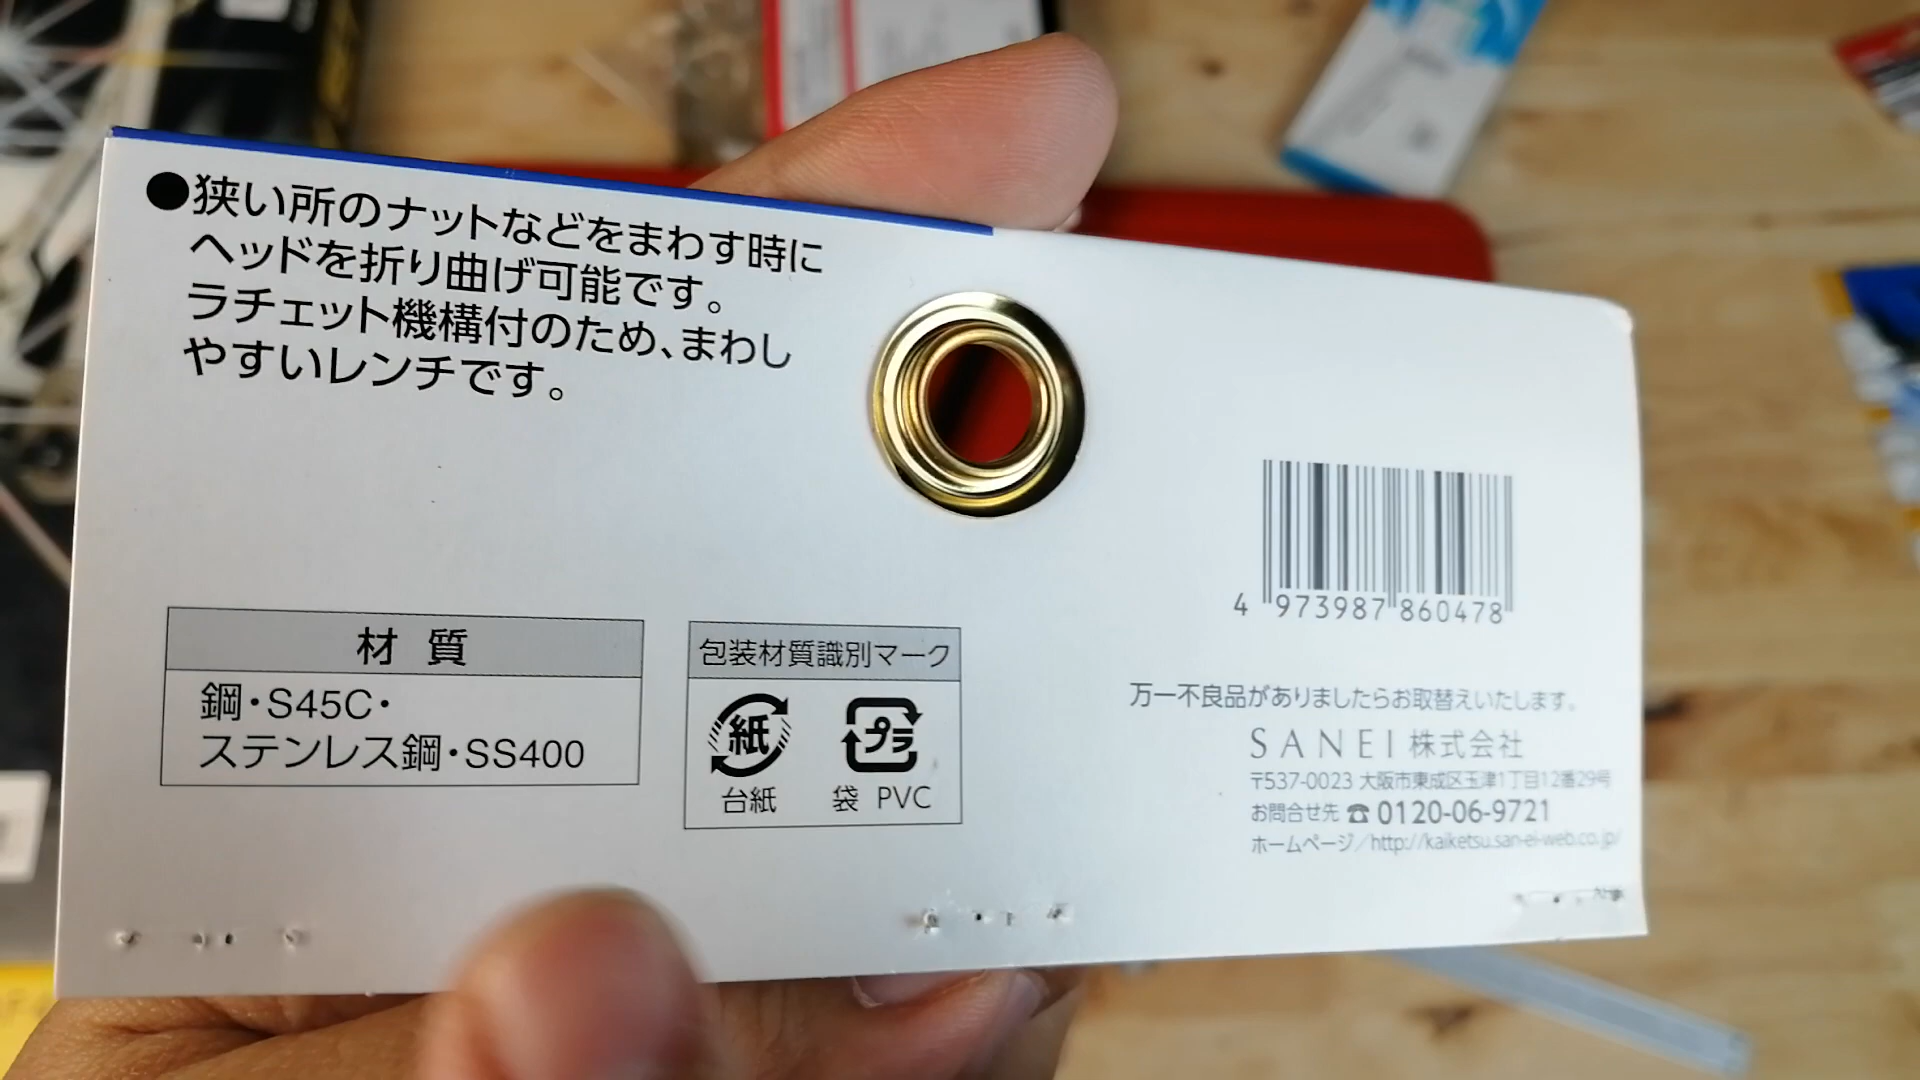 ●狭い所のナットなどをまわす時に
ヘッドを折り曲げ可能です。
ラチェット機構付のため、まわし
やすいレンチです。
材質
鋼・S45C・
ステンレス鋼・SS400
包装材質識別マーク
紙 プラ
台紙 袋 PVC
4 973987 860478
万一不良品がありましたらお取替えいたします。
SANEI 株式会社
〒537-0023 大阪市東成区玉津1丁目12番29号
お問合せ先 ☎ 0120-06-9721
ホームページ/http://kaiketsu.san-ei-web.co.jp/